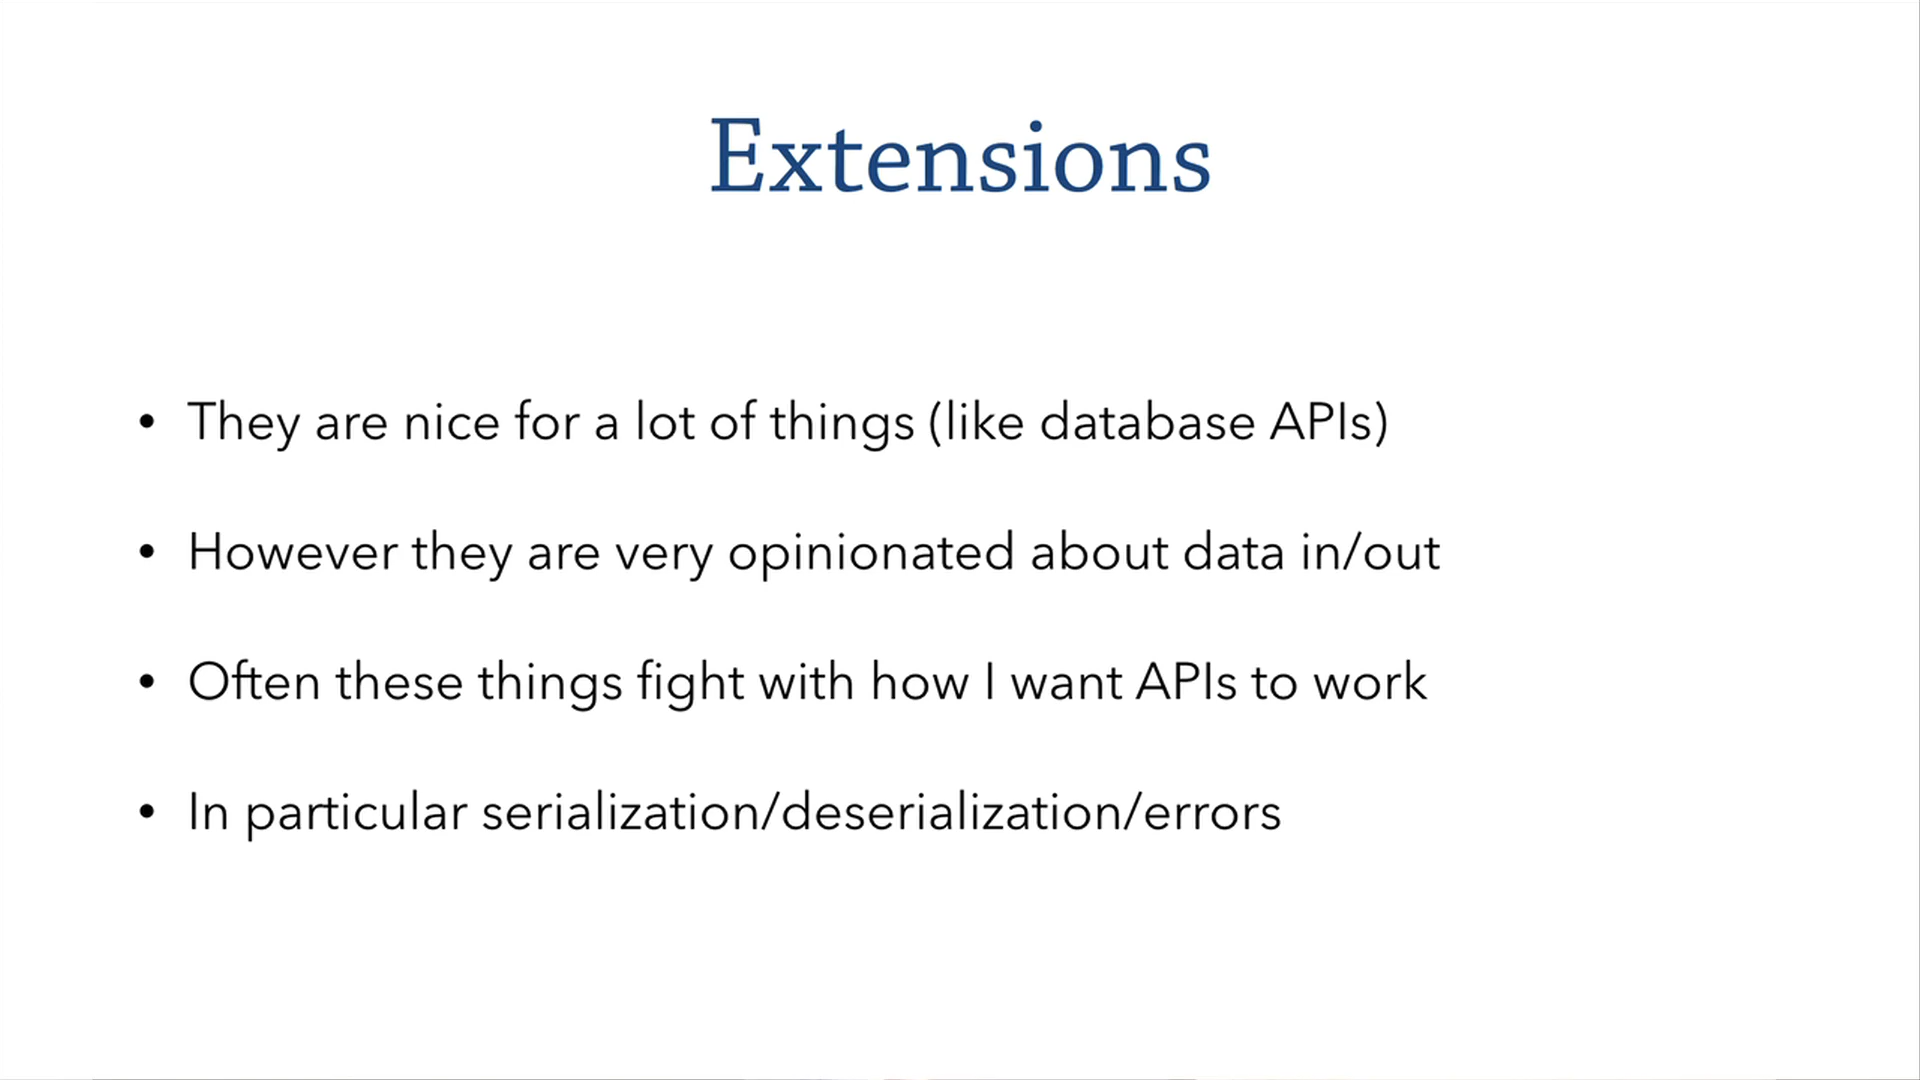 Extensions
• They are nice for a lot of things (like database APIs)
• However they are very opinionated about data in/out
• Often these things fight with how I want APIs to work
• In particular serialization/deserialization/errors